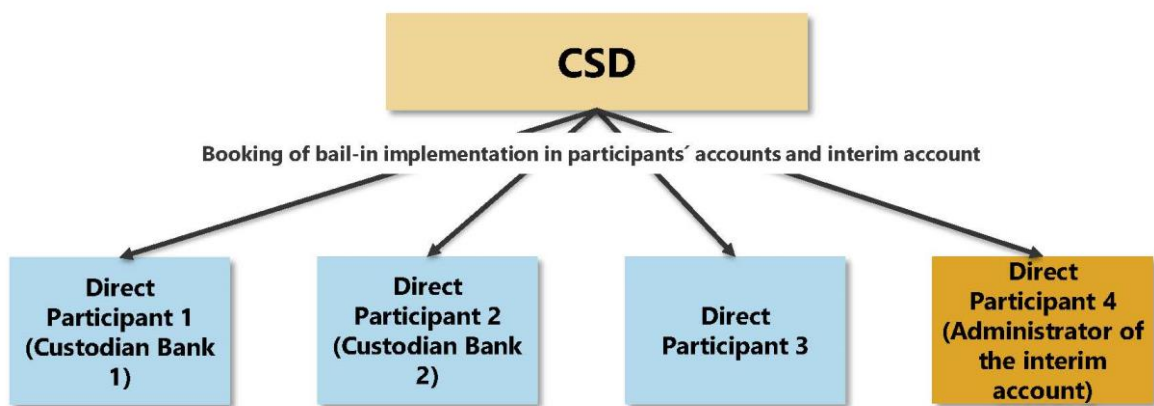 CSD
Booking of bail-in implementation in participants´ accounts and interim account
Direct
Participant 1
(Custodian Bank
1)
Direct
Participant 2
(Custodian Bank
2)
Direct
Participant 3
Direct
Participant 4
(Administrator of
the interim
account)